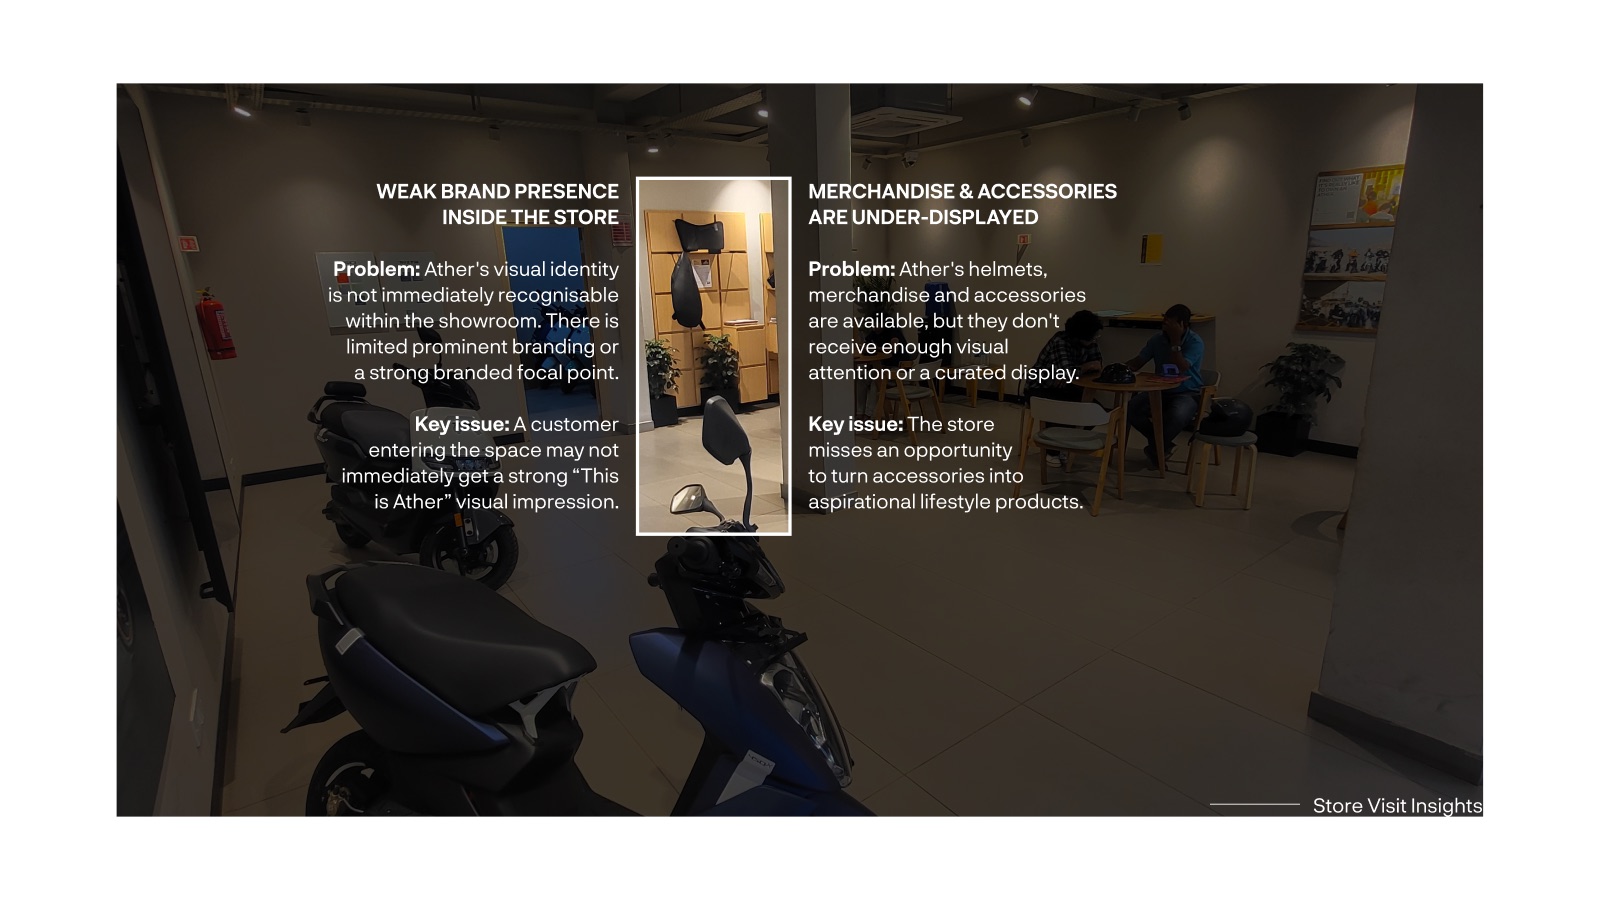 WEAK BRAND PRESENCE
INSIDE THE STORE
Problem: Ather's visual identity
is not immediately recognisable
within the showroom. There is
limited prominent branding or
a strong branded focal point.
Key issue: A customer
entering the space may not
immediately get a strong “This
is Ather” visual impression.
MERCHANDISE & ACCESSORIES
ARE UNDER-DISPLAYED
Problem: Ather's helmets,
merchandise and accessories
are available, but they don't
receive enough visual
attention or a curated display.
Key issue: The store
misses an opportunity
to turn accessories into
aspirational lifestyle products.
Store Visit Insights